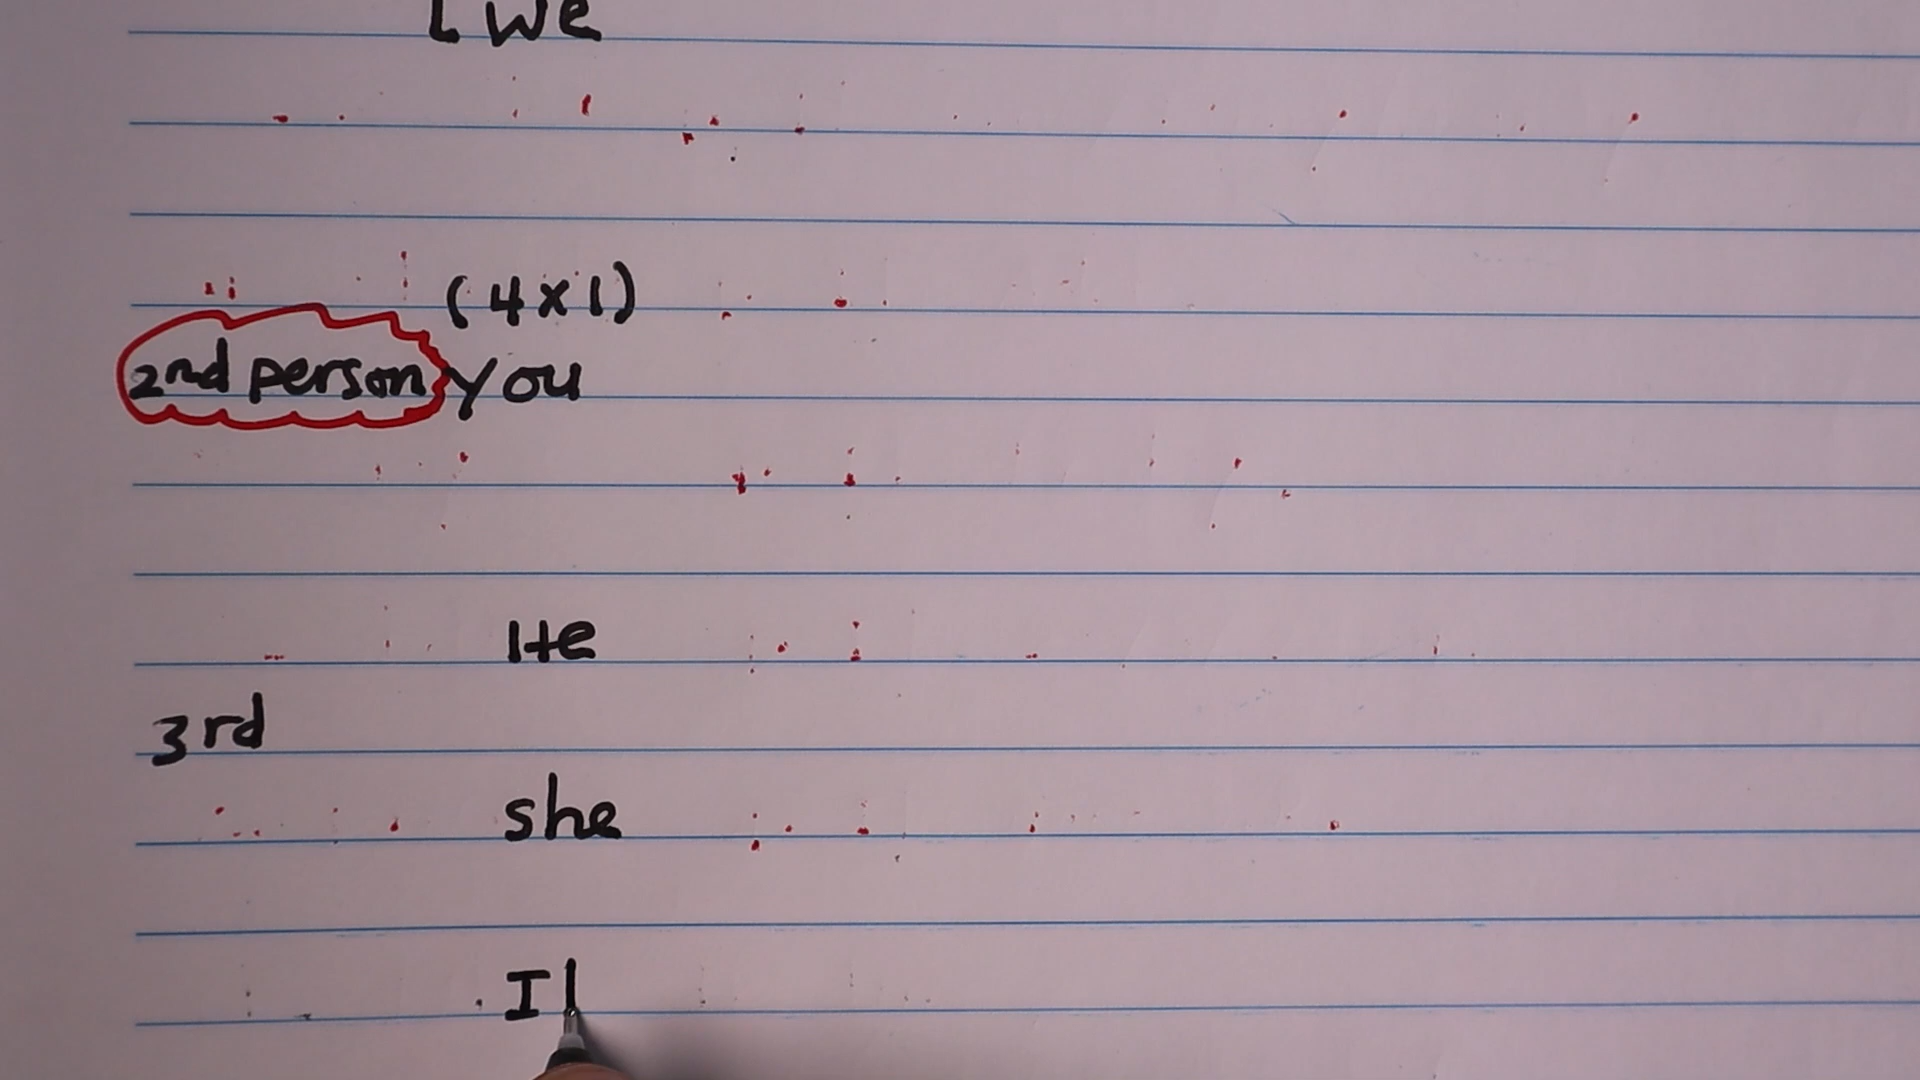 We
(4x1)
2nd person you
He
3rd
she
I